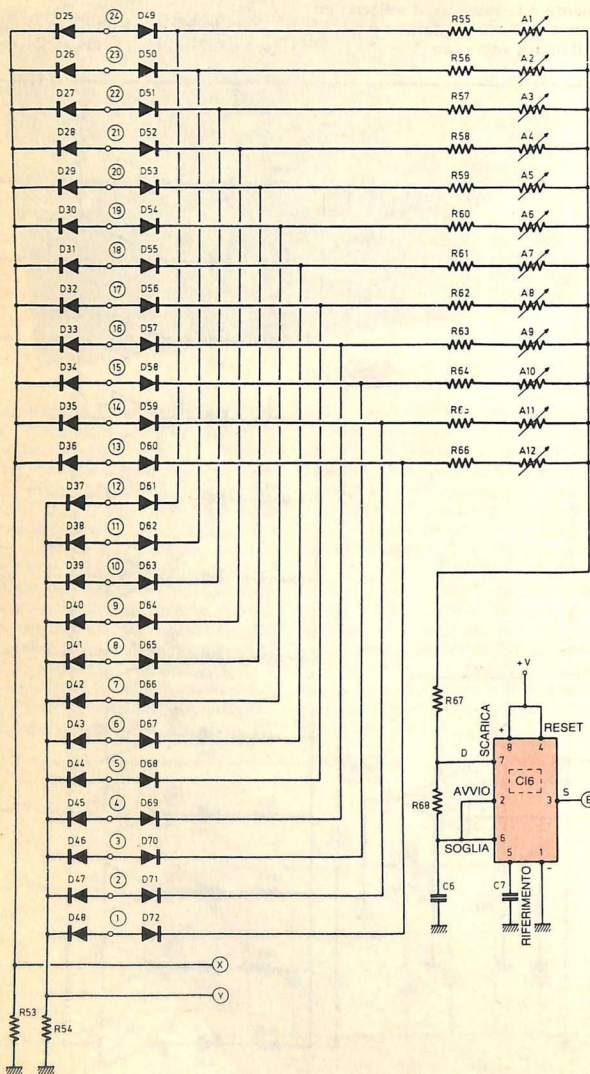 D25 24 D49 R55 A1
D26 23 D50 R56 A2
D27 22 D51 R57 A3
D28 21 D52 R58 A4
D29 20 D53 R59 A5
D30 19 D54 R60 A6
D31 18 D55 R61 A7
D32 17 D56 R62 A8
D33 16 D57 R63 A9
D34 15 D58 R64 A10
D35 14 D59 A11
D36 13 D60 R66 A12
D37 12 D61
D38 11 D62
D39 10 D63
D40 9 D64
D41 8 D65
D42 7 D66
D43 6 D67
D44 5 D68
D45 4 D69
D46 3 D70
D47 2 D71
D48 1 D72
X
Y
R53 R54
+V
R67
SCARICA
RESET
+ 8 4
D 7
CI6
R68
AVVIO 2
3 S E
SOGLIA 6
5 1 -
C6
C7
RIFERIMENTO